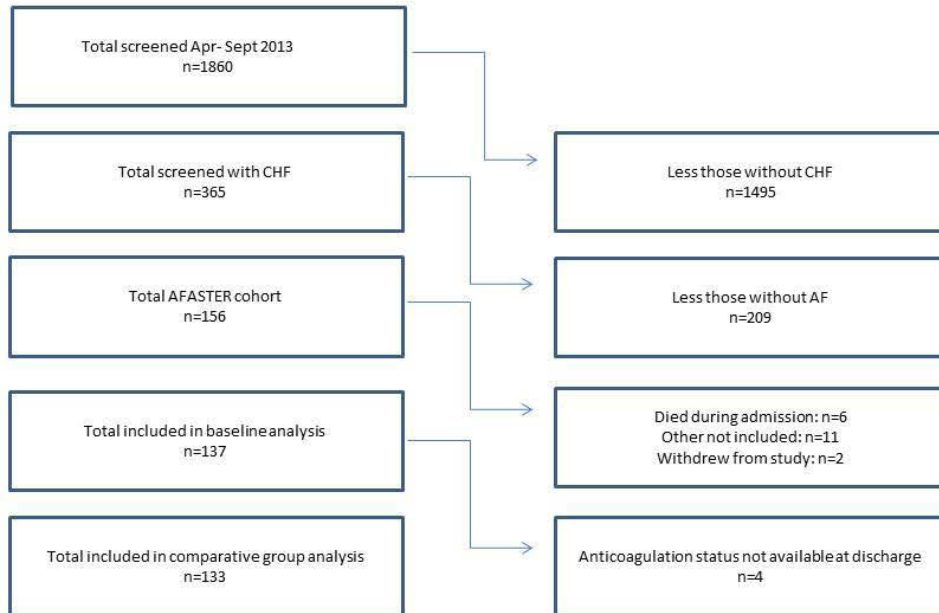 Total screened Apr- Sept 2013
n=1860
Total screened with CHF
n=365
Less those without CHF
n=1495
Total AFASTER cohort
n=156
Less those without AF
n=209
Total included in baseline analysis
n=137
Died during admission: n=6
Other not included: n=11
Withdrew from study: n=2
Total included in comparative group analysis
n=133
Anticoagulation status not available at discharge
n=4